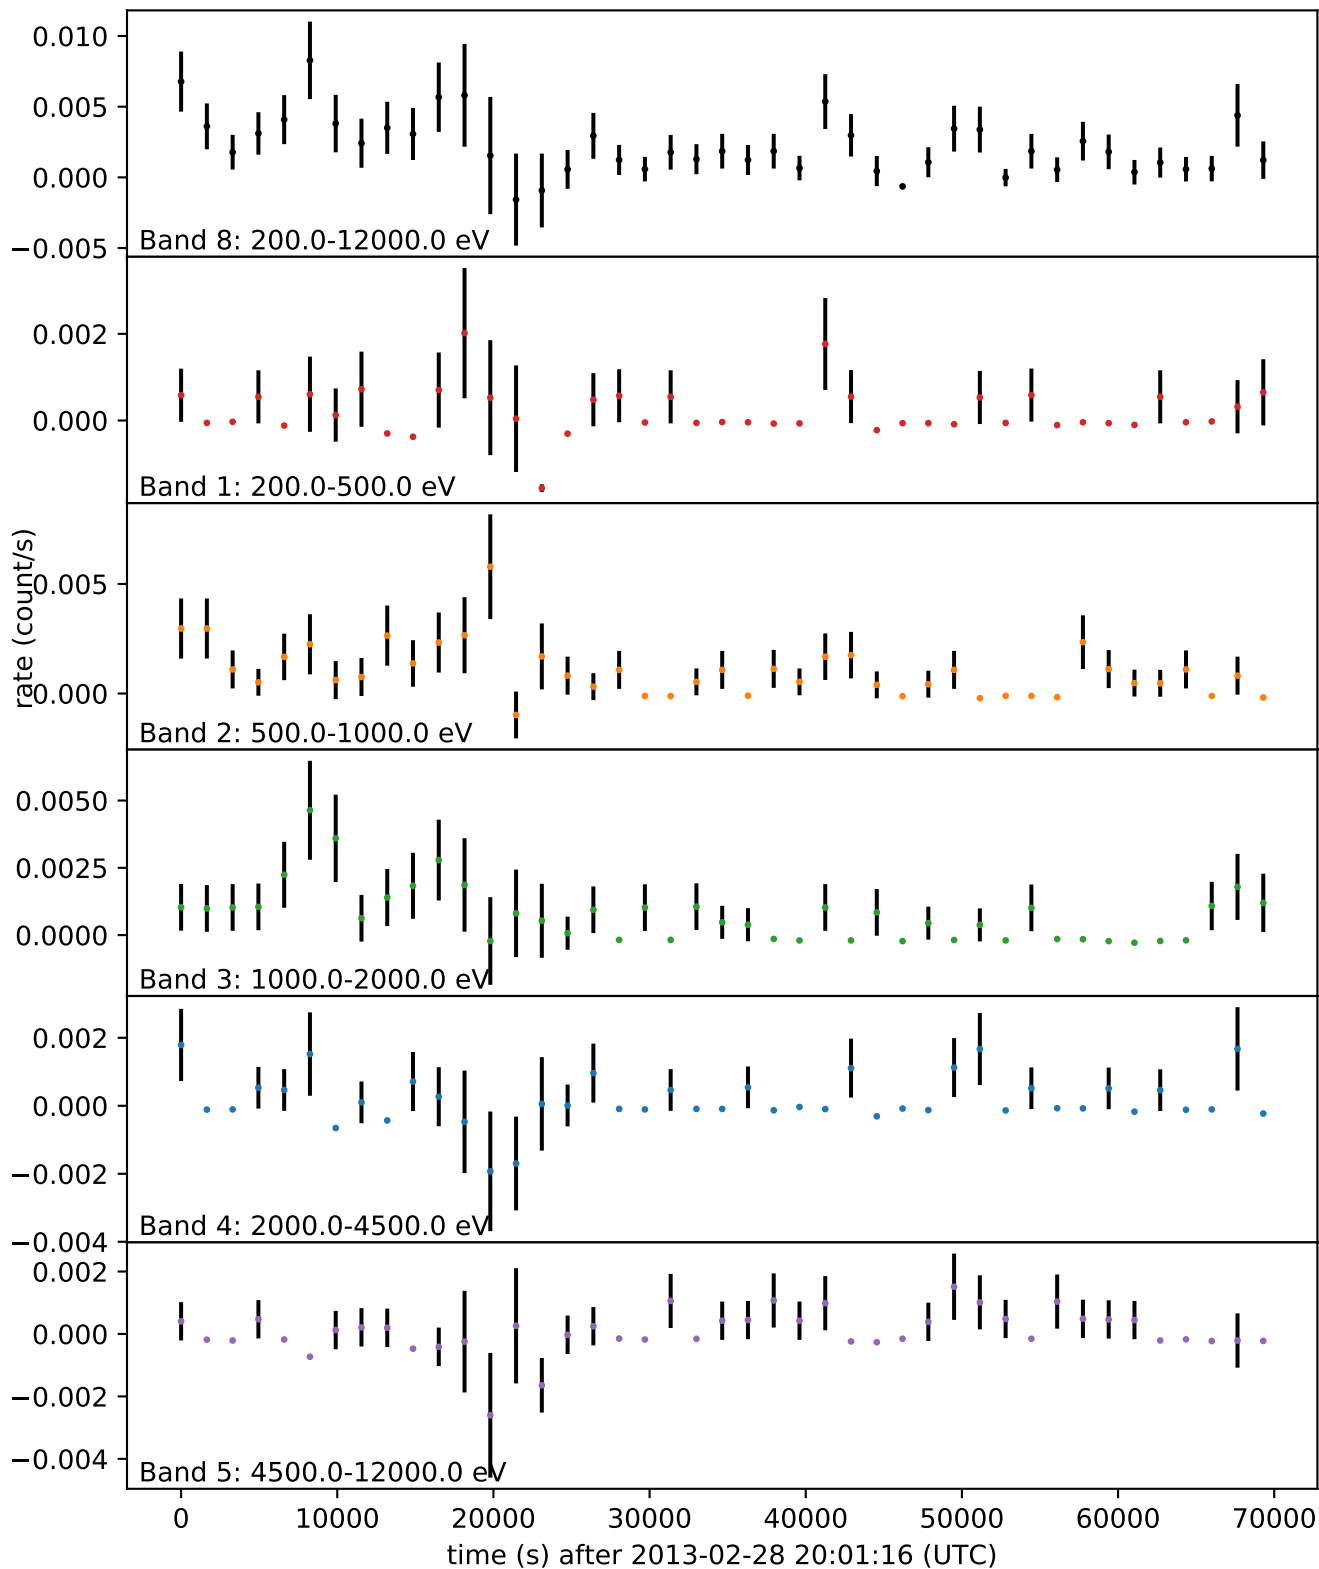 0.010
0.005
0.000
−0.005
Band 8: 200.0-12000.0 eV
0.002
0.000
Band 1: 200.0-500.0 eV
rate (count/s)
0.005
0.000
Band 2: 500.0-1000.0 eV
0.0050
0.0025
0.0000
Band 3: 1000.0-2000.0 eV
0.002
0.000
−0.002
−0.004
Band 4: 2000.0-4500.0 eV
0.002
0.000
−0.002
−0.004
Band 5: 4500.0-12000.0 eV
0 10000 20000 30000 40000 50000 60000 70000
time (s) after 2013-02-28 20:01:16 (UTC)